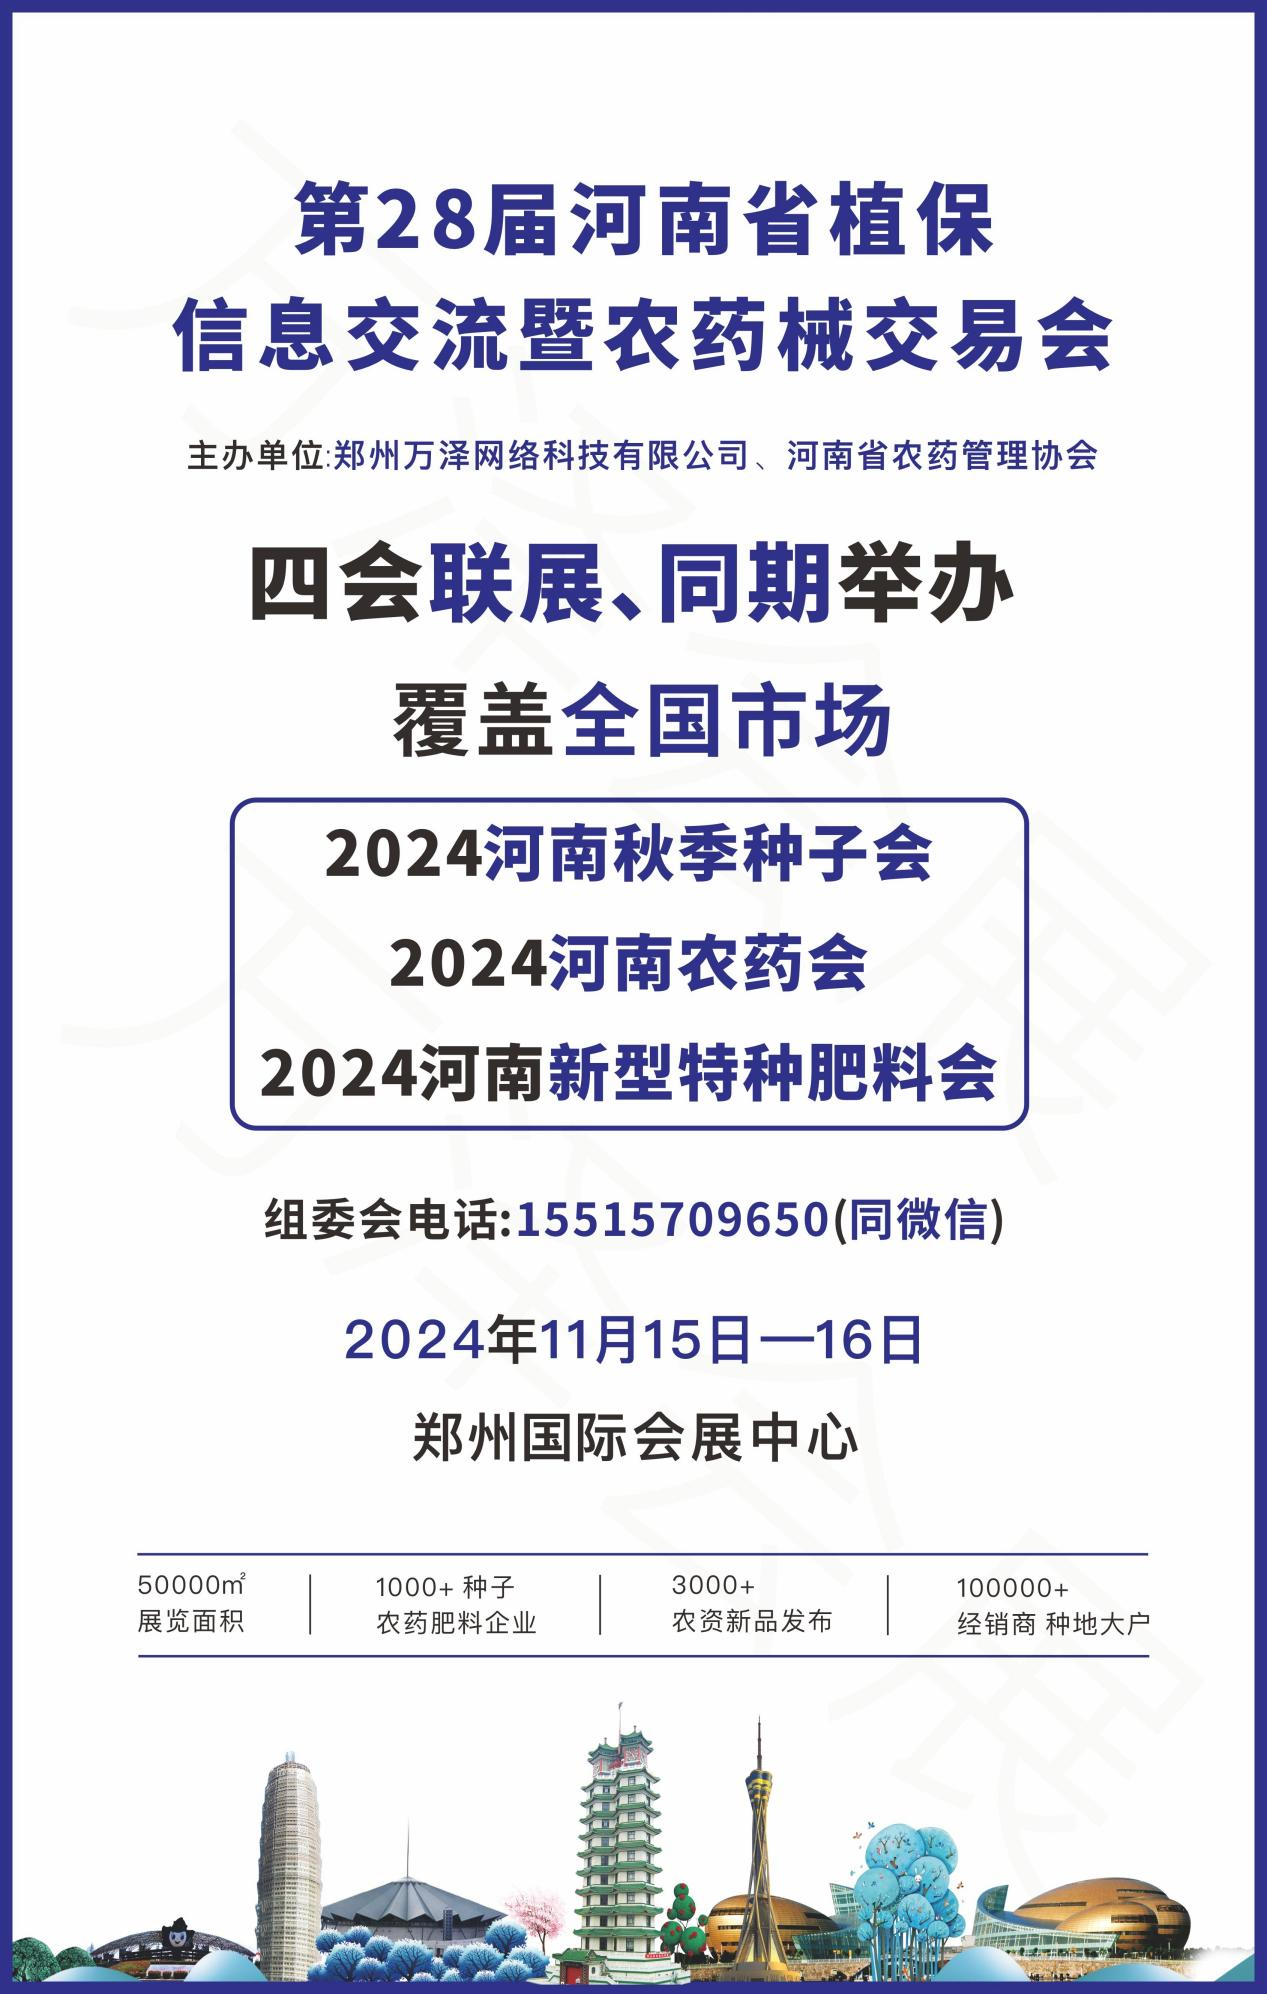 第28届河南省植保
信息交流暨农药械交易会
主办单位:郑州万泽网络科技有限公司、河南省农药管理协会
四会联展、同期举办
覆盖全国市场
2024河南秋季种子会
2024河南农药会
2024河南新型特种肥料会
组委会电话:15515709650(同微信)
2024年11月15日—16日
郑州国际会展中心
50000㎡
展览面积
1000+ 种子
农药肥料企业
3000+
农资新品发布
100000+
经销商 种地大户
万泽会展
万泽会展